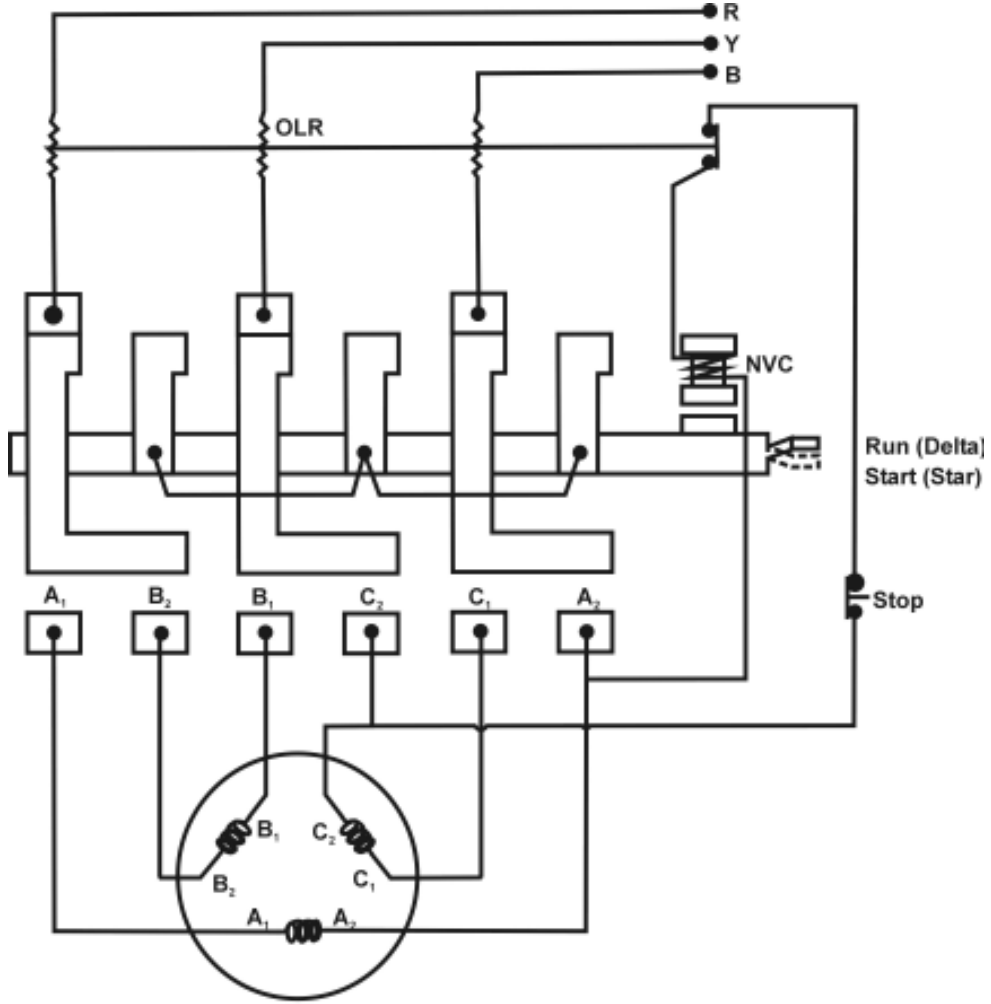 R
Y
B
OLR
NVC
Run (Delta)
Start (Star)
A₁ B₂ B₁ C₂ C₁ A₂
Stop
B₁ C₂
B₂ C₁
A₁ A₂